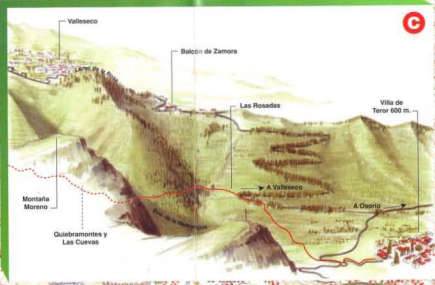 C
Valleseco
Balcón de Zamora
Las Rosadas
Villa de
Teror 600 m.
A Valleseco
A Osorio
Montaña
Moreno
Quiebramontes y
Las Cuevas